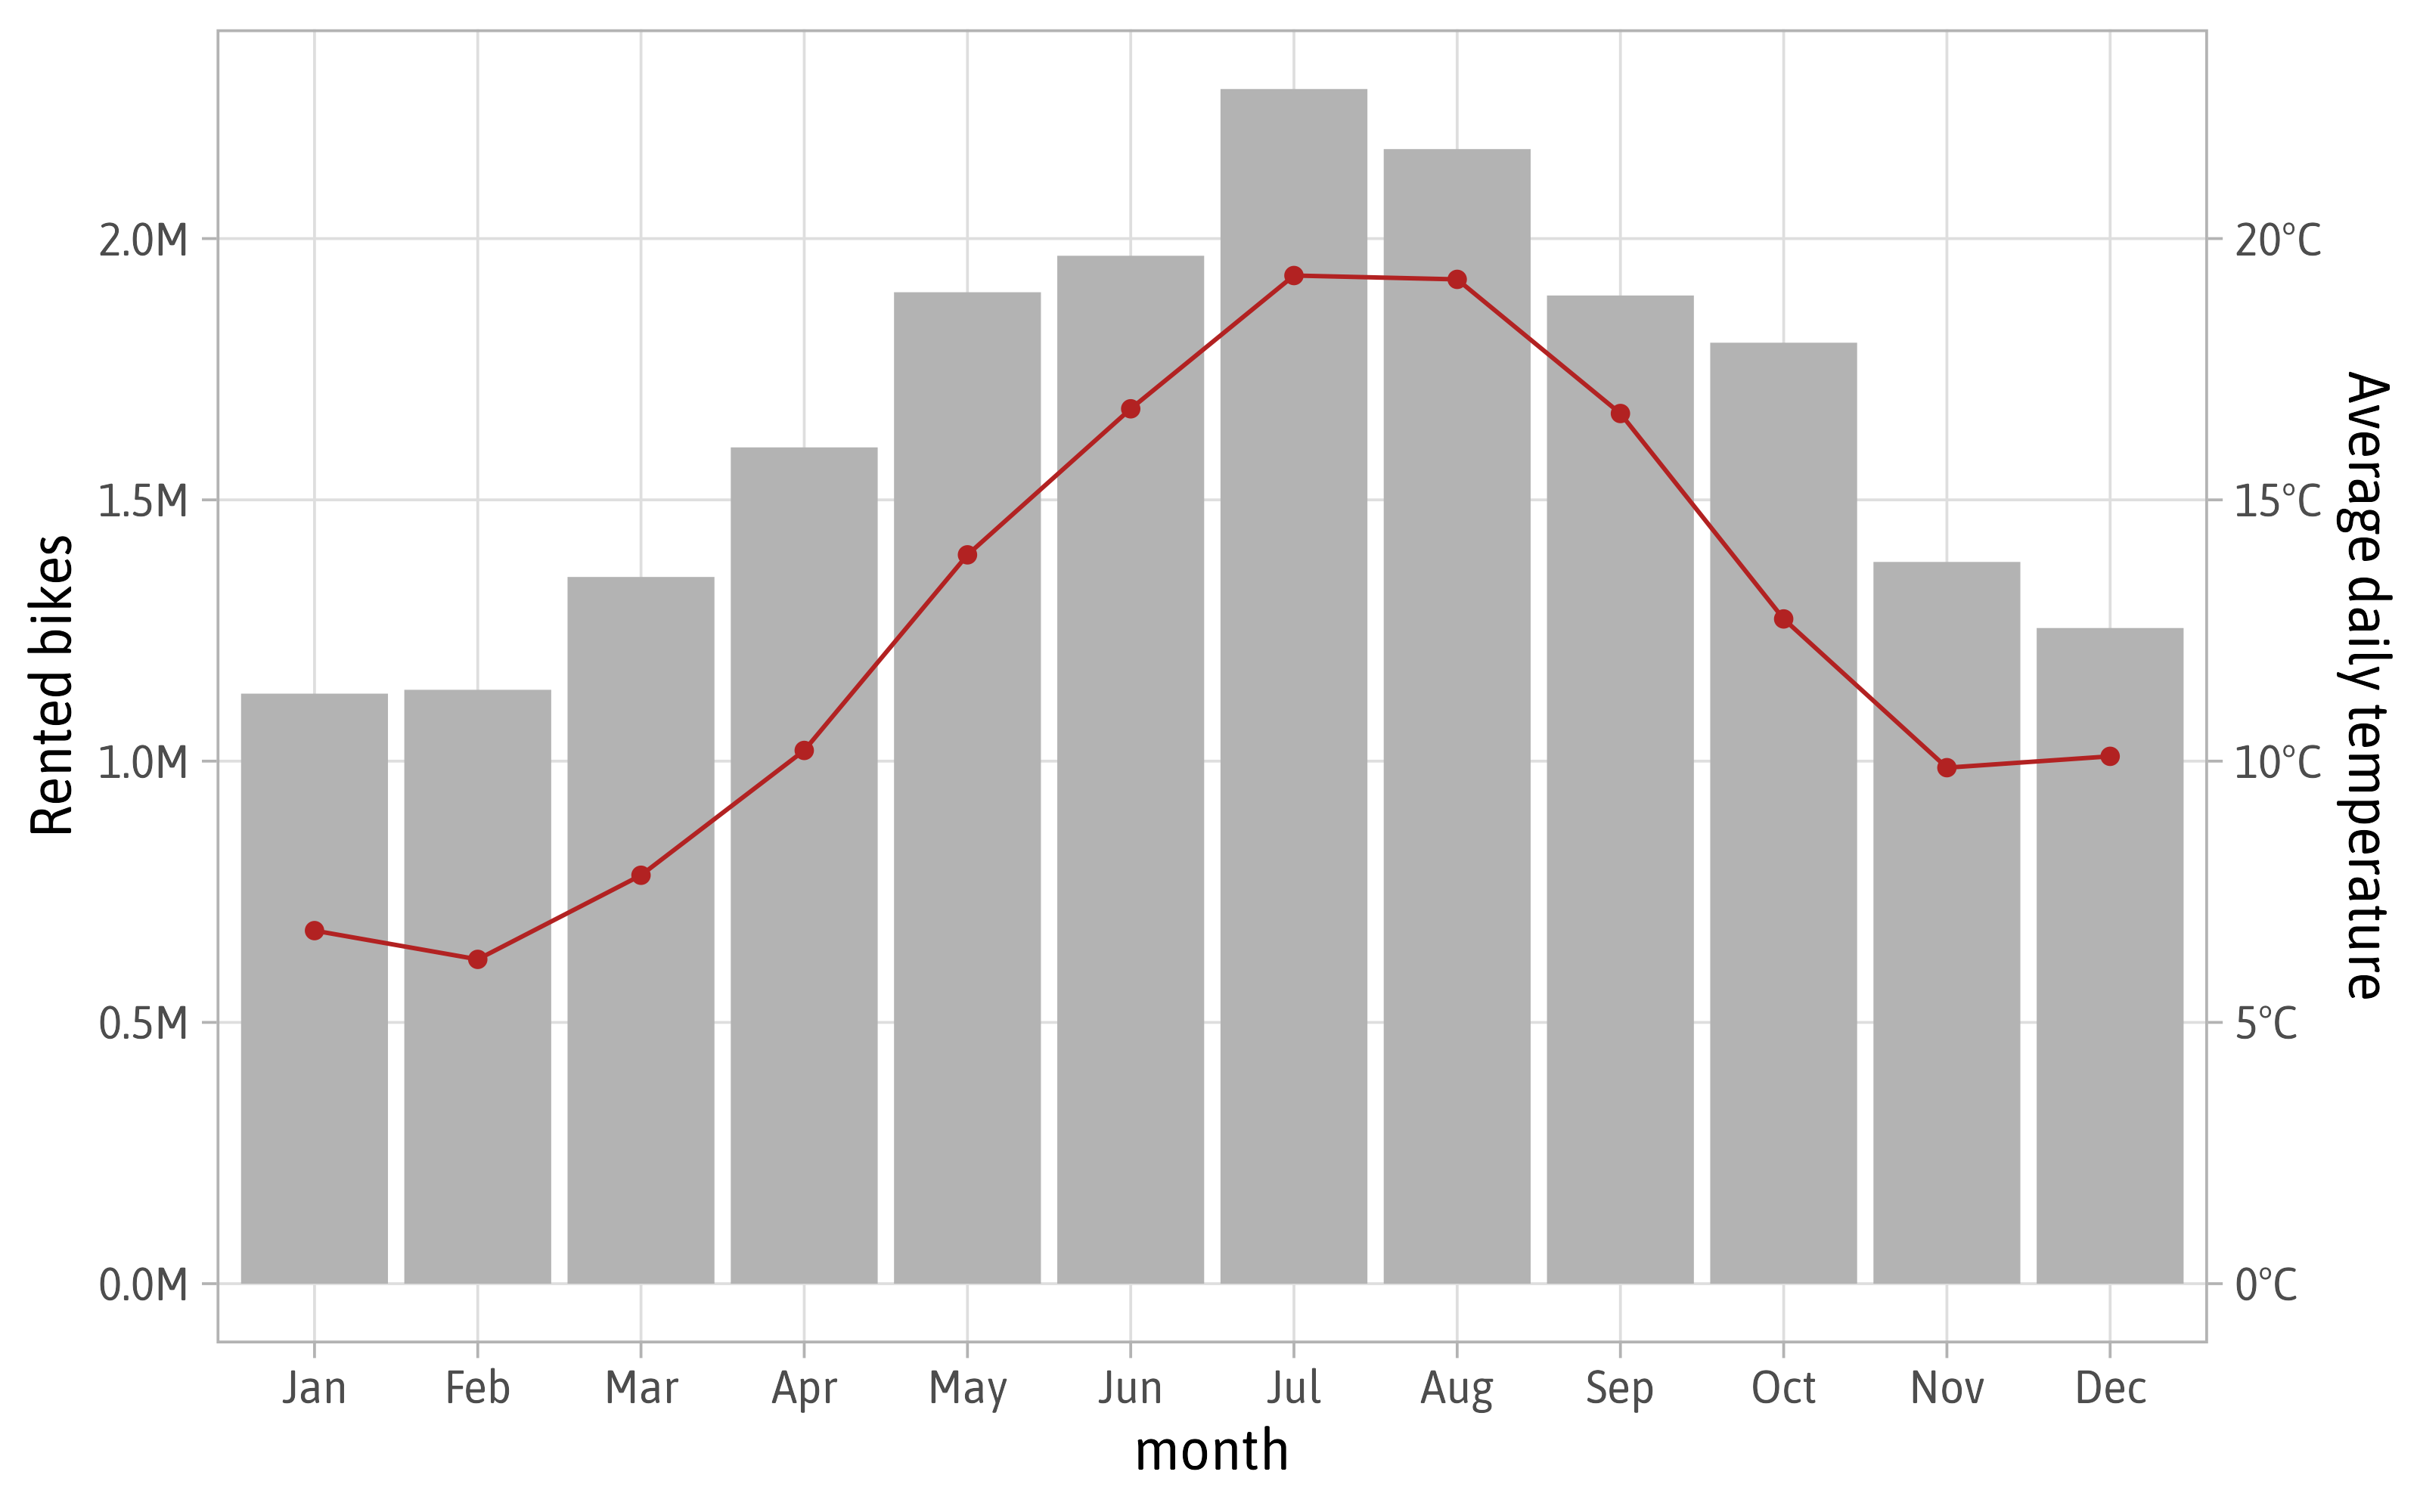 Rented bikes
2.0M
1.5M
1.0M
0.5M
0.0M
20°C
15°C
10°C
5°C
0°C
Average daily temperature
Jan Feb Mar Apr May Jun Jul Aug Sep Oct Nov Dec
month